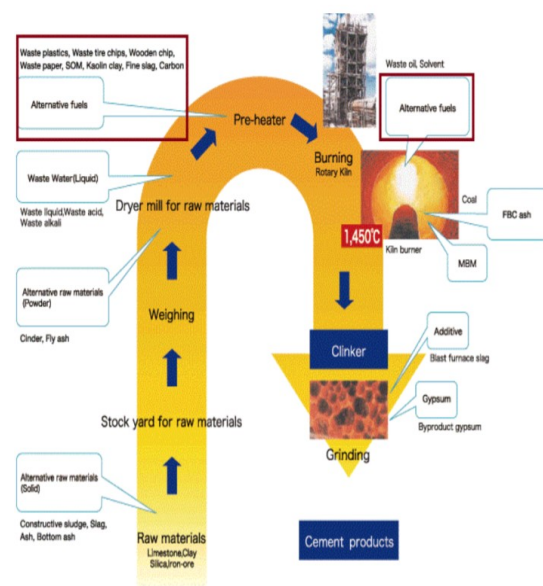 Waste plastics, Waste tire chips, Wooden chip,
Waste paper, SOM, Kaolin clay, Fine slag, Carbon
Alternative fuels
Waste oil, Solvent
Alternative fuels
Pre-heater
Burning
Rotary Kiln
Waste Water(Liquid)
Waste liquid,Waste acid,
Waste alkali
Dryer mill for raw materials
Coal
FBC ash
1,450℃
Kiln burner
MBM
Alternative raw materials
(Powder)
Cinder, Fly ash
Weighing
Clinker
Additive
Blast furnace slag
Gypsum
Byproduct gypsum
Stock yard for raw materials
Grinding
Alternative raw materials
(Solid)
Constructive sludge, Slag,
Ash, Bottom ash
Raw materials
Limestone,Clay
Silica,Iron-ore
Cement products